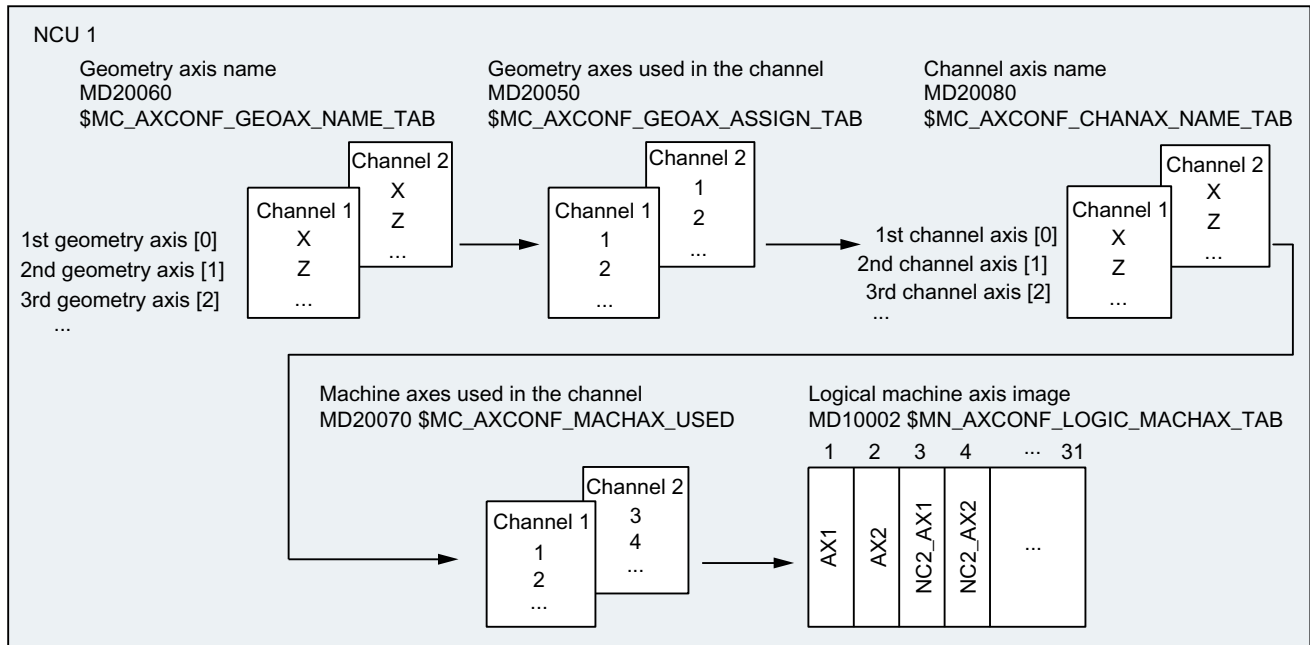 NCU 1
Geometry axis name
MD20060
$MC_AXCONF_GEOAX_NAME_TAB
Geometry axes used in the channel
MD20050
$MC_AXCONF_GEOAX_ASSIGN_TAB
Channel axis name
MD20080
$MC_AXCONF_CHANAX_NAME_TAB
1st geometry axis [0]
2nd geometry axis [1]
3rd geometry axis [2]
...
Channel 1
X
Z
...
Channel 2
X
Z
...
Channel 1
1
2
...
Channel 2
1
2
...
1st channel axis [0]
2nd channel axis [1]
3rd channel axis [2]
...
Channel 1
X
Z
...
Channel 2
X
Z
...
Machine axes used in the channel
MD20070 $MC_AXCONF_MACHAX_USED
Channel 1
1
2
...
Channel 2
3
4
...
Logical machine axis image
MD10002 $MN_AXCONF_LOGIC_MACHAX_TAB
1 2 3 4 ... 31
AX1
AX2
NC2_AX1
NC2_AX2
...